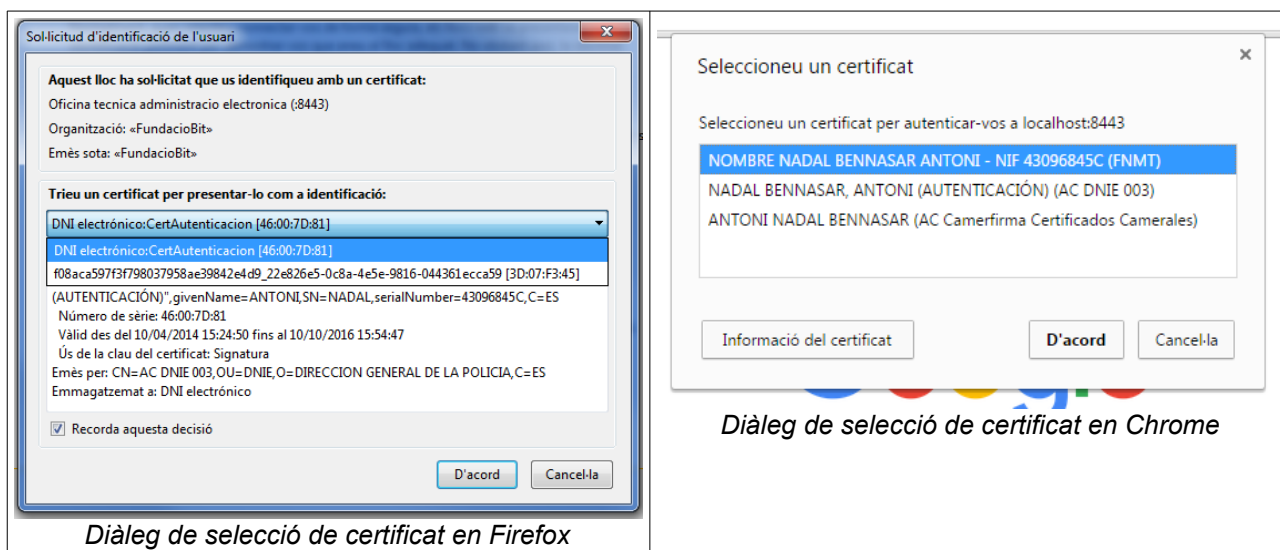 Sol·licitud d'identificació de l'usuari
Aquest lloc ha sol·licitat que us identifiqueu amb un certificat:
Oficina tecnica administracio electronica (:8443)
Organització: «FundacioBit»
Emès sota: «FundacioBit»
Trieu un certificat per presentar-lo com a identificació:
DNI electrónico:CertAutenticacion [46:00:7D:81]
DNI electrónico:CertAutenticacion [46:00:7D:81]
f08aca597f3f798037958ae39842e4d9_22e826e5-0c8a-4e5e-9816-044361ecca59 [3D:07:F3:45]
(AUTENTICACIÓN)",givenName=ANTONI,SN=NADAL,serialNumber=43096845C,C=ES
Número de sèrie: 46:00:7D:81
Vàlid des del 10/04/2014 15:24:50 fins al 10/10/2016 15:54:47
Ús de la clau del certificat: Signatura
Emès per: CN=AC DNIE 003,OU=DNIE,O=DIRECCION GENERAL DE LA POLICIA,C=ES
Emmagatzemat a: DNI electrónico
Recorda aquesta decisió
D'acord
Cancel·la
Diàleg de selecció de certificat en Firefox
Seleccioneu un certificat
Seleccioneu un certificat per autenticar-vos a localhost:8443
NOMBRE NADAL BENNASAR ANTONI - NIF 43096845C (FNMT)
NADAL BENNASAR, ANTONI (AUTENTICACIÓN) (AC DNIE 003)
ANTONI NADAL BENNASAR (AC Camerfirma Certificados Camerales)
Informació del certificat
D'acord
Cancel·la
Diàleg de selecció de certificat en Chrome